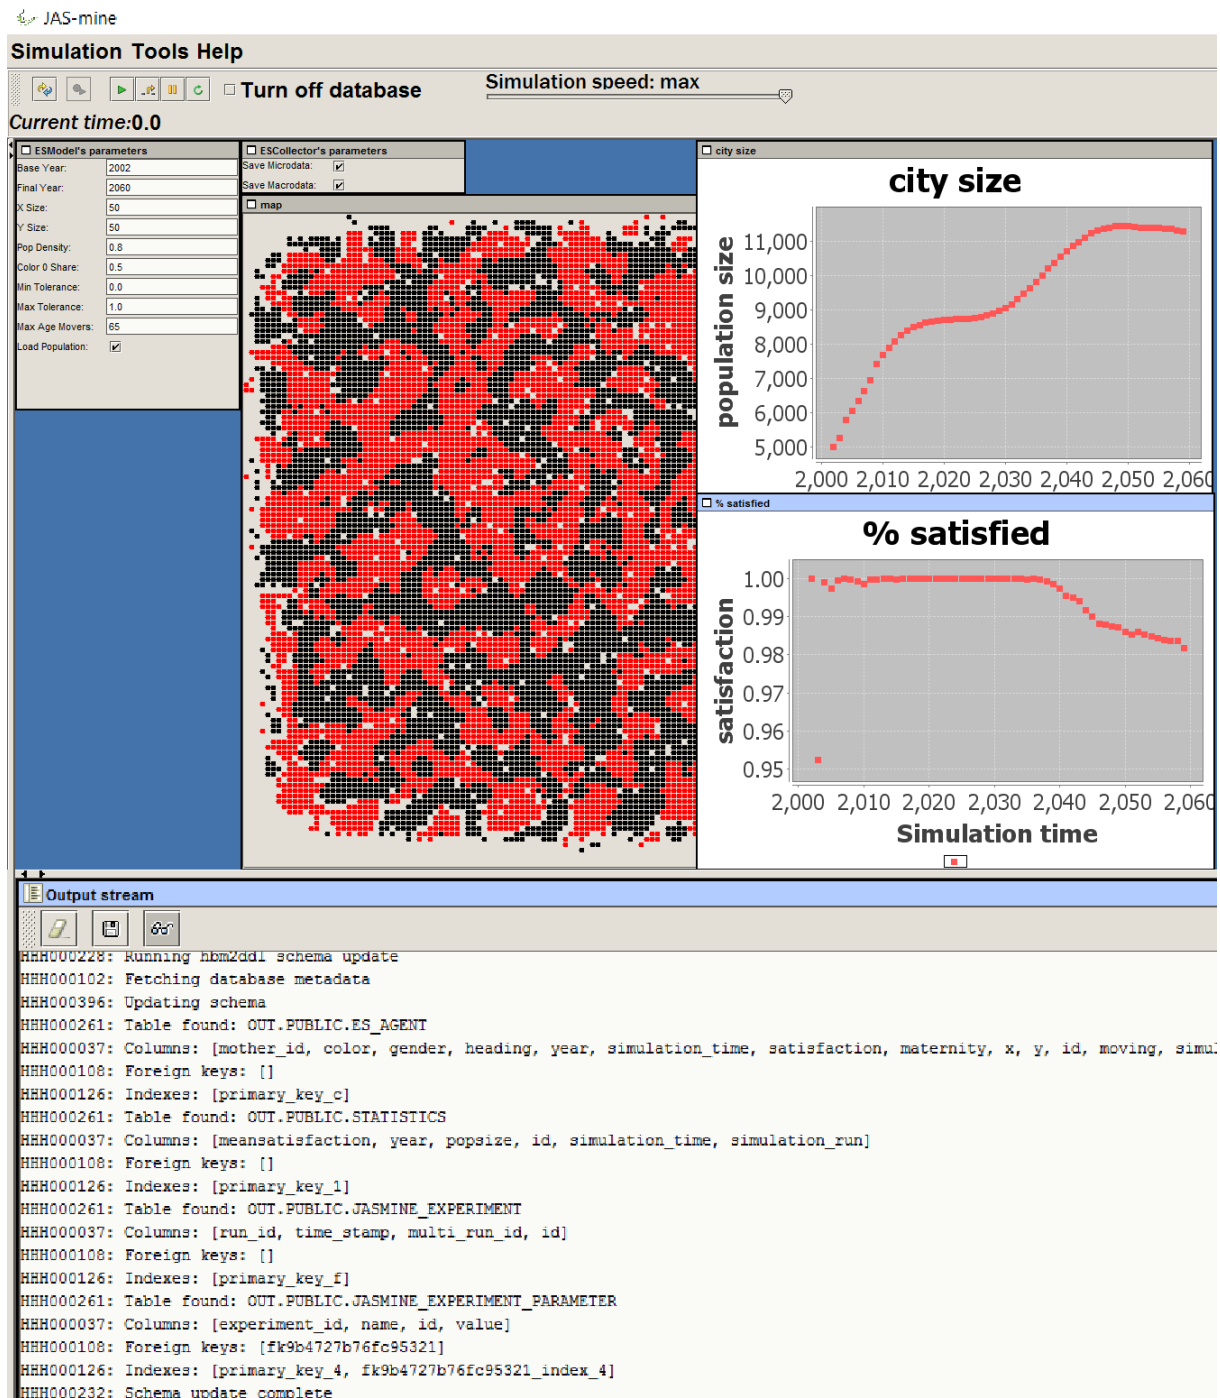 JAS-mine
Simulation Tools Help
Turn off database
Simulation speed: max
Current time:0.0
ESModel's parameters
Base Year: 2002
Final Year: 2060
X Size: 50
Y Size: 50
Pop Density: 0.8
Color 0 Share: 0.5
Min Tolerance: 0.0
Max Tolerance: 1.0
Max Age Movers: 65
Load Population:
ESCollector's parameters
Save Microdata:
Save Macrodata:
map
city size
city size
population size
11,000
10,000
9,000
8,000
7,000
6,000
5,000
2,000 2,010 2,020 2,030 2,040 2,050 2,060
% satisfied
% satisfied
satisfaction
1.00
0.99
0.98
0.97
0.96
0.95
2,000 2,010 2,020 2,030 2,040 2,050 2,060
Simulation time
Output stream
HHH000228: Running hbm2ddl schema update
HHH000102: Fetching database metadata
HHH000396: Updating schema
HHH000261: Table found: OUT.PUBLIC.ES_AGENT
HHH000037: Columns: [mother_id, color, gender, heading, year, simulation_time, satisfaction, maternity, x, y, id, moving, simul
HHH000108: Foreign keys: []
HHH000126: Indexes: [primary_key_c]
HHH000261: Table found: OUT.PUBLIC.STATISTICS
HHH000037: Columns: [meansatisfaction, year, popsize, id, simulation_time, simulation_run]
HHH000108: Foreign keys: []
HHH000126: Indexes: [primary_key_1]
HHH000261: Table found: OUT.PUBLIC.JASMINE_EXPERIMENT
HHH000037: Columns: [run_id, time_stamp, multi_run_id, id]
HHH000108: Foreign keys: []
HHH000126: Indexes: [primary_key_f]
HHH000261: Table found: OUT.PUBLIC.JASMINE_EXPERIMENT_PARAMETER
HHH000037: Columns: [experiment_id, name, id, value]
HHH000108: Foreign keys: [fk9b4727b76fc95321]
HHH000126: Indexes: [primary_key_4, fk9b4727b76fc95321_index_4]
HHH000232: Schema update complete